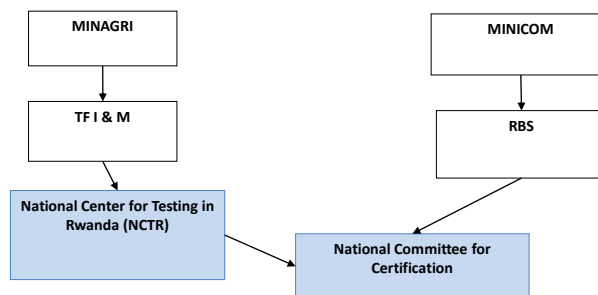 MINAGRI
MINICOM
TF I & M
RBS
National Center for Testing in
Rwanda (NCTR)
National Committee for
Certification